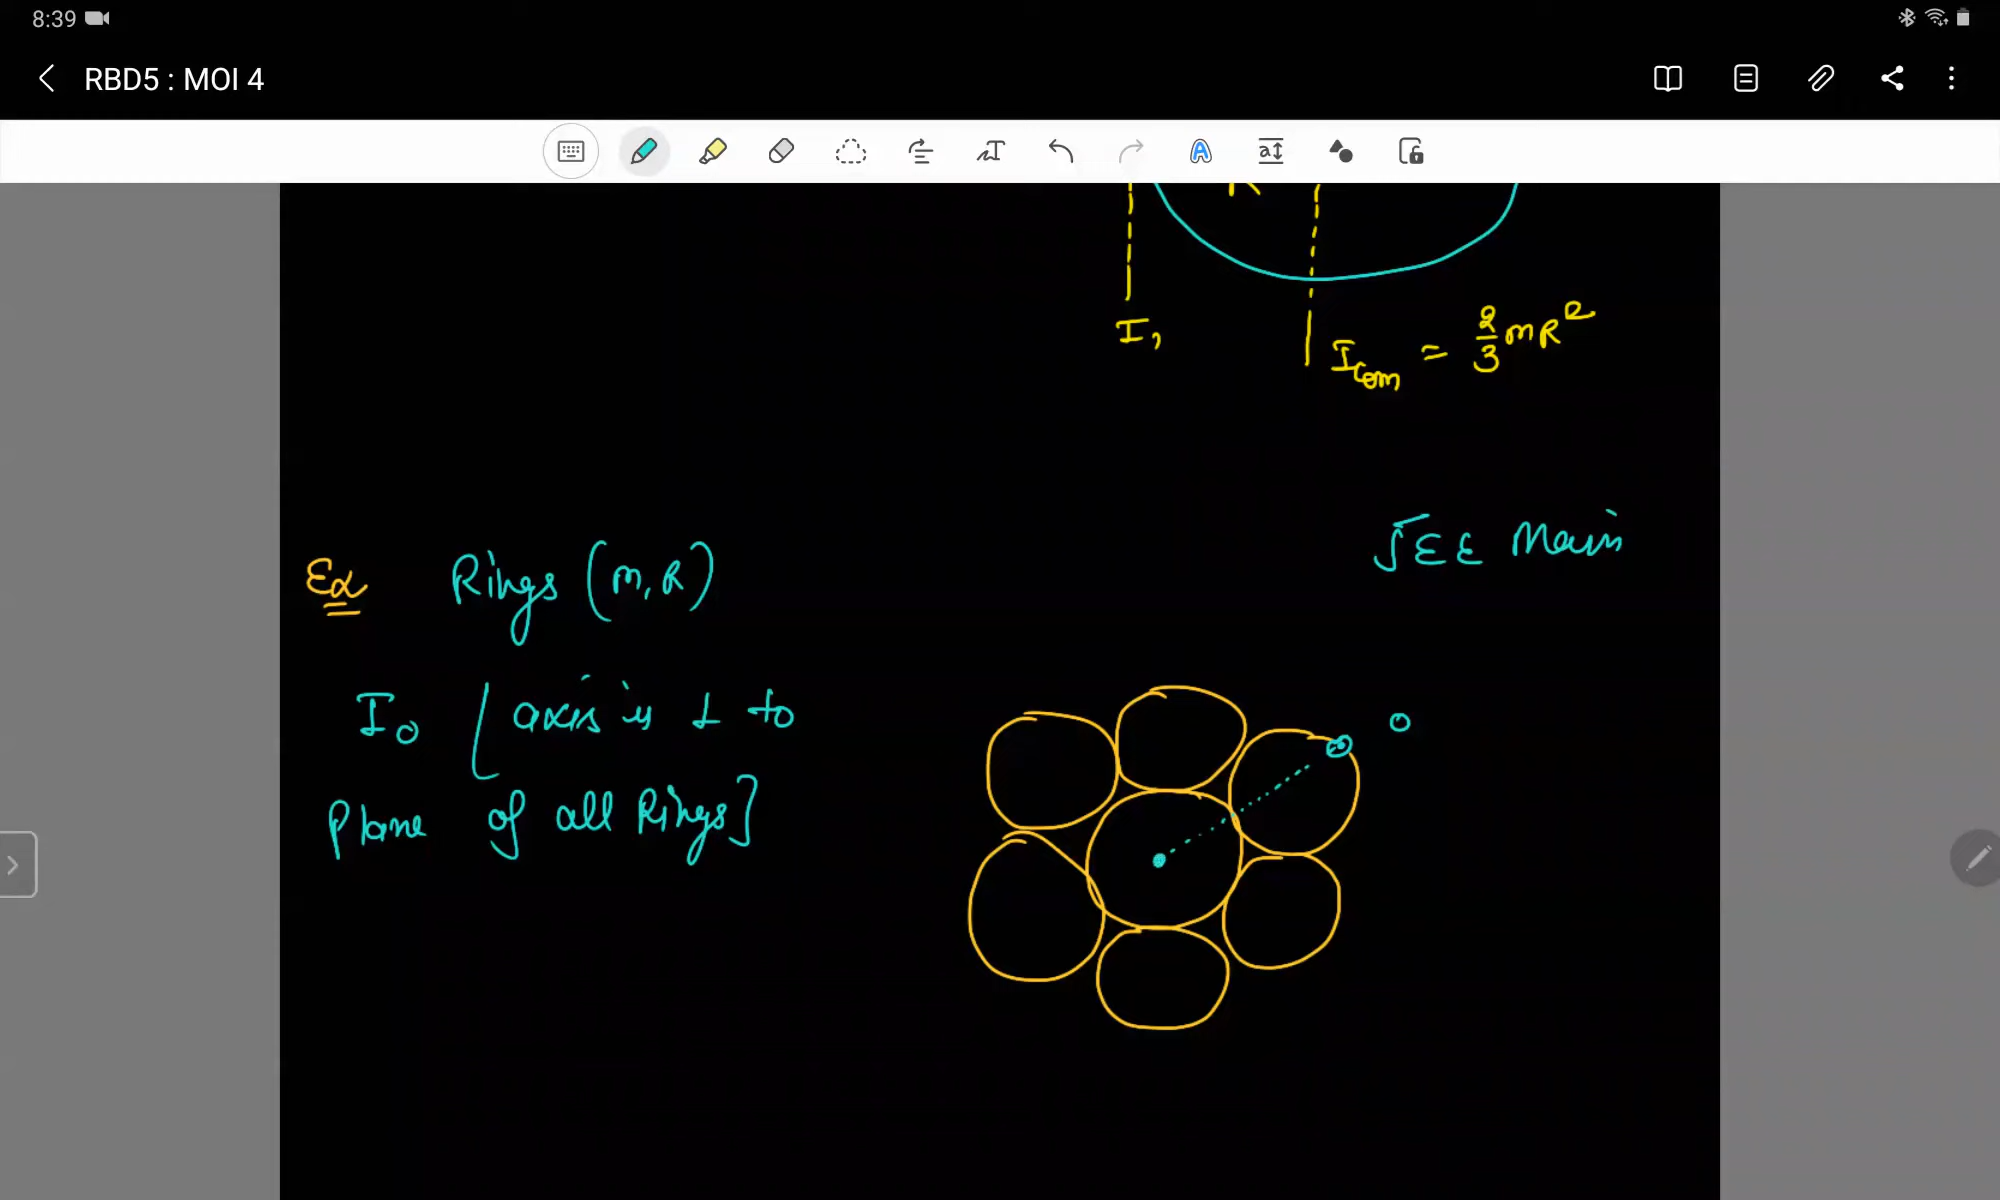 8:39
RBD5 : MOI 4
R
I,
Icom = 2/3 mR²
JEE Main
Ex Rings (m, R)
I₀ [axis is ⊥ to
Plane of all Rings]
O